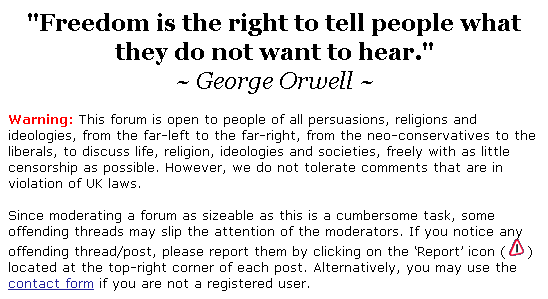 "Freedom is the right to tell people what
they do not want to hear."
~ George Orwell ~
Warning: This forum is open to people of all persuasions, religions and
ideologies, from the far-left to the far-right, from the neo-conservatives to the
liberals, to discuss life, religion, ideologies and societies, freely with as little
censorship as possible. However, we do not tolerate comments that are in
violation of UK laws.
Since moderating a forum as sizeable as this is a cumbersome task, some
offending threads may slip the attention of the moderators. If you notice any
offending thread/post, please report them by clicking on the 'Report' icon ( )
located at the top-right corner of each post. Alternatively, you may use the
contact form if you are not a registered user.